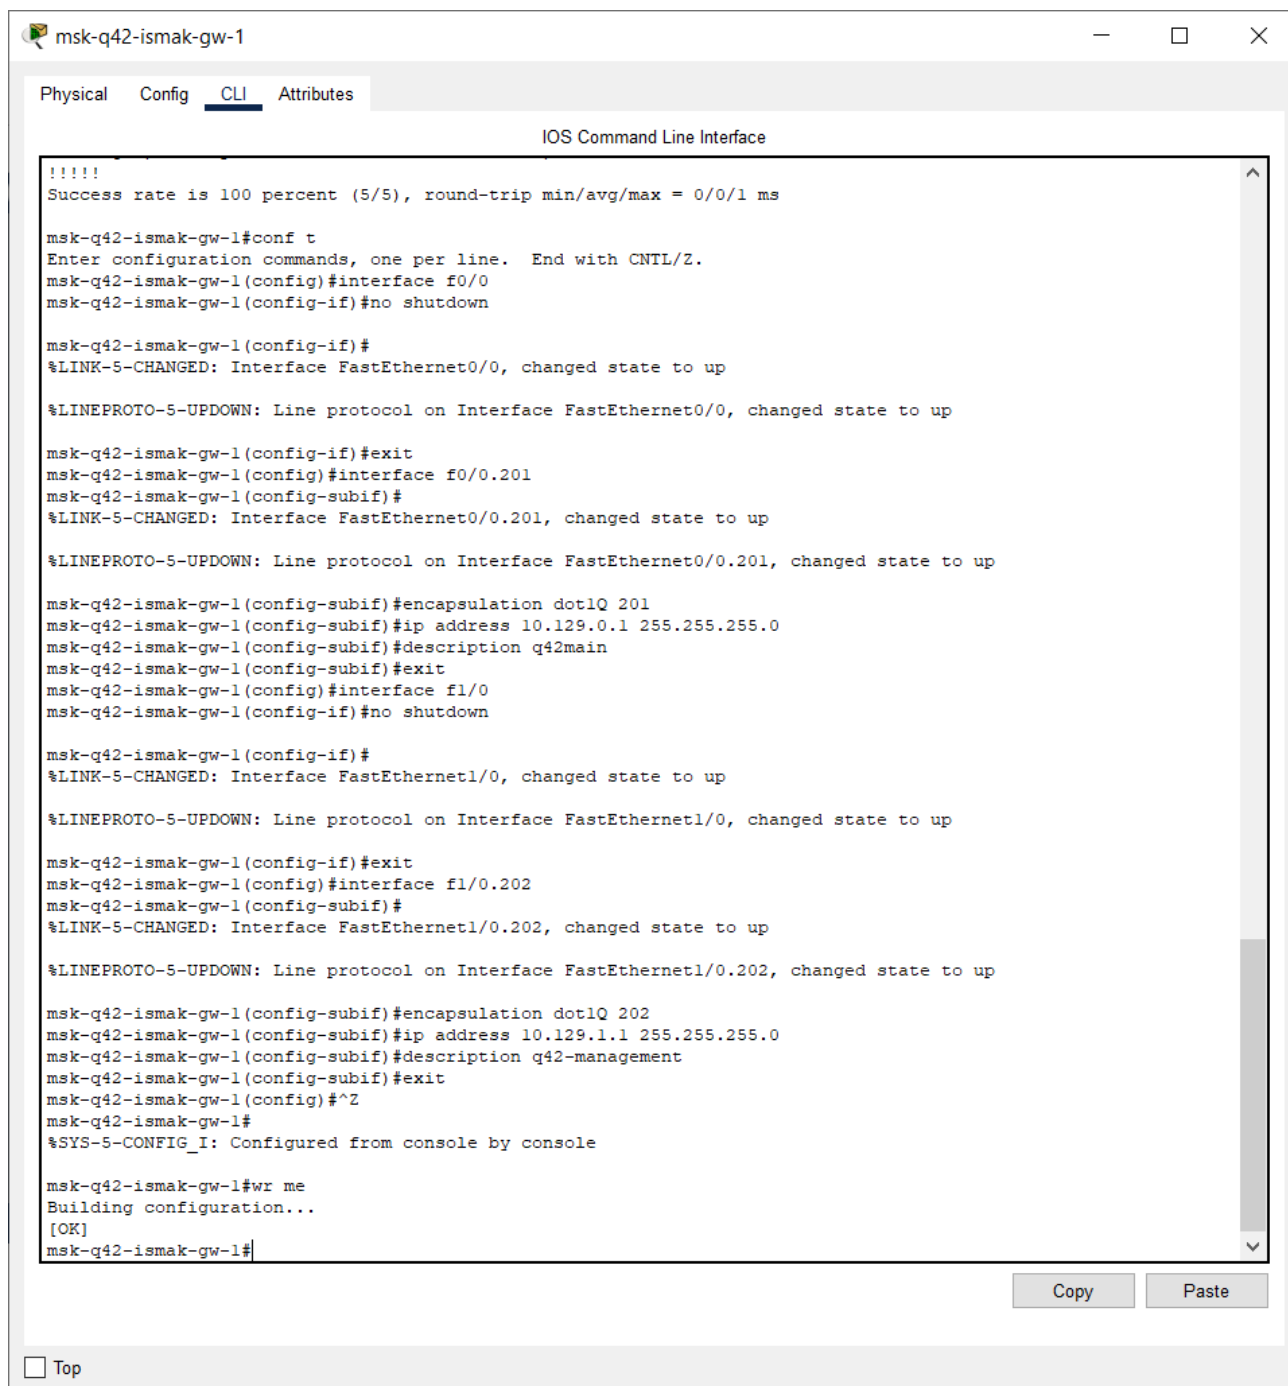 msk-q42-ismak-gw-1
Physical Config CLI Attributes
IOS Command Line Interface
!!!!!
Success rate is 100 percent (5/5), round-trip min/avg/max = 0/0/1 ms
msk-q42-ismak-gw-1#conf t
Enter configuration commands, one per line.  End with CNTL/Z.
msk-q42-ismak-gw-1(config)#interface f0/0
msk-q42-ismak-gw-1(config-if)#no shutdown
msk-q42-ismak-gw-1(config-if)#
%LINK-5-CHANGED: Interface FastEthernet0/0, changed state to up
%LINEPROTO-5-UPDOWN: Line protocol on Interface FastEthernet0/0, changed state to up
msk-q42-ismak-gw-1(config-if)#exit
msk-q42-ismak-gw-1(config)#interface f0/0.201
msk-q42-ismak-gw-1(config-subif)#
%LINK-5-CHANGED: Interface FastEthernet0/0.201, changed state to up
%LINEPROTO-5-UPDOWN: Line protocol on Interface FastEthernet0/0.201, changed state to up
msk-q42-ismak-gw-1(config-subif)#encapsulation dot1Q 201
msk-q42-ismak-gw-1(config-subif)#ip address 10.129.0.1 255.255.255.0
msk-q42-ismak-gw-1(config-subif)#description q42main
msk-q42-ismak-gw-1(config-subif)#exit
msk-q42-ismak-gw-1(config)#interface f1/0
msk-q42-ismak-gw-1(config-if)#no shutdown
msk-q42-ismak-gw-1(config-if)#
%LINK-5-CHANGED: Interface FastEthernet1/0, changed state to up
%LINEPROTO-5-UPDOWN: Line protocol on Interface FastEthernet1/0, changed state to up
msk-q42-ismak-gw-1(config-if)#exit
msk-q42-ismak-gw-1(config)#interface f1/0.202
msk-q42-ismak-gw-1(config-subif)#
%LINK-5-CHANGED: Interface FastEthernet1/0.202, changed state to up
%LINEPROTO-5-UPDOWN: Line protocol on Interface FastEthernet1/0.202, changed state to up
msk-q42-ismak-gw-1(config-subif)#encapsulation dot1Q 202
msk-q42-ismak-gw-1(config-subif)#ip address 10.129.1.1 255.255.255.0
msk-q42-ismak-gw-1(config-subif)#description q42-management
msk-q42-ismak-gw-1(config-subif)#exit
msk-q42-ismak-gw-1(config)#^Z
msk-q42-ismak-gw-1#
%SYS-5-CONFIG_I: Configured from console by console
msk-q42-ismak-gw-1#wr me
Building configuration...
[OK]
msk-q42-ismak-gw-1#
Copy Paste
Top